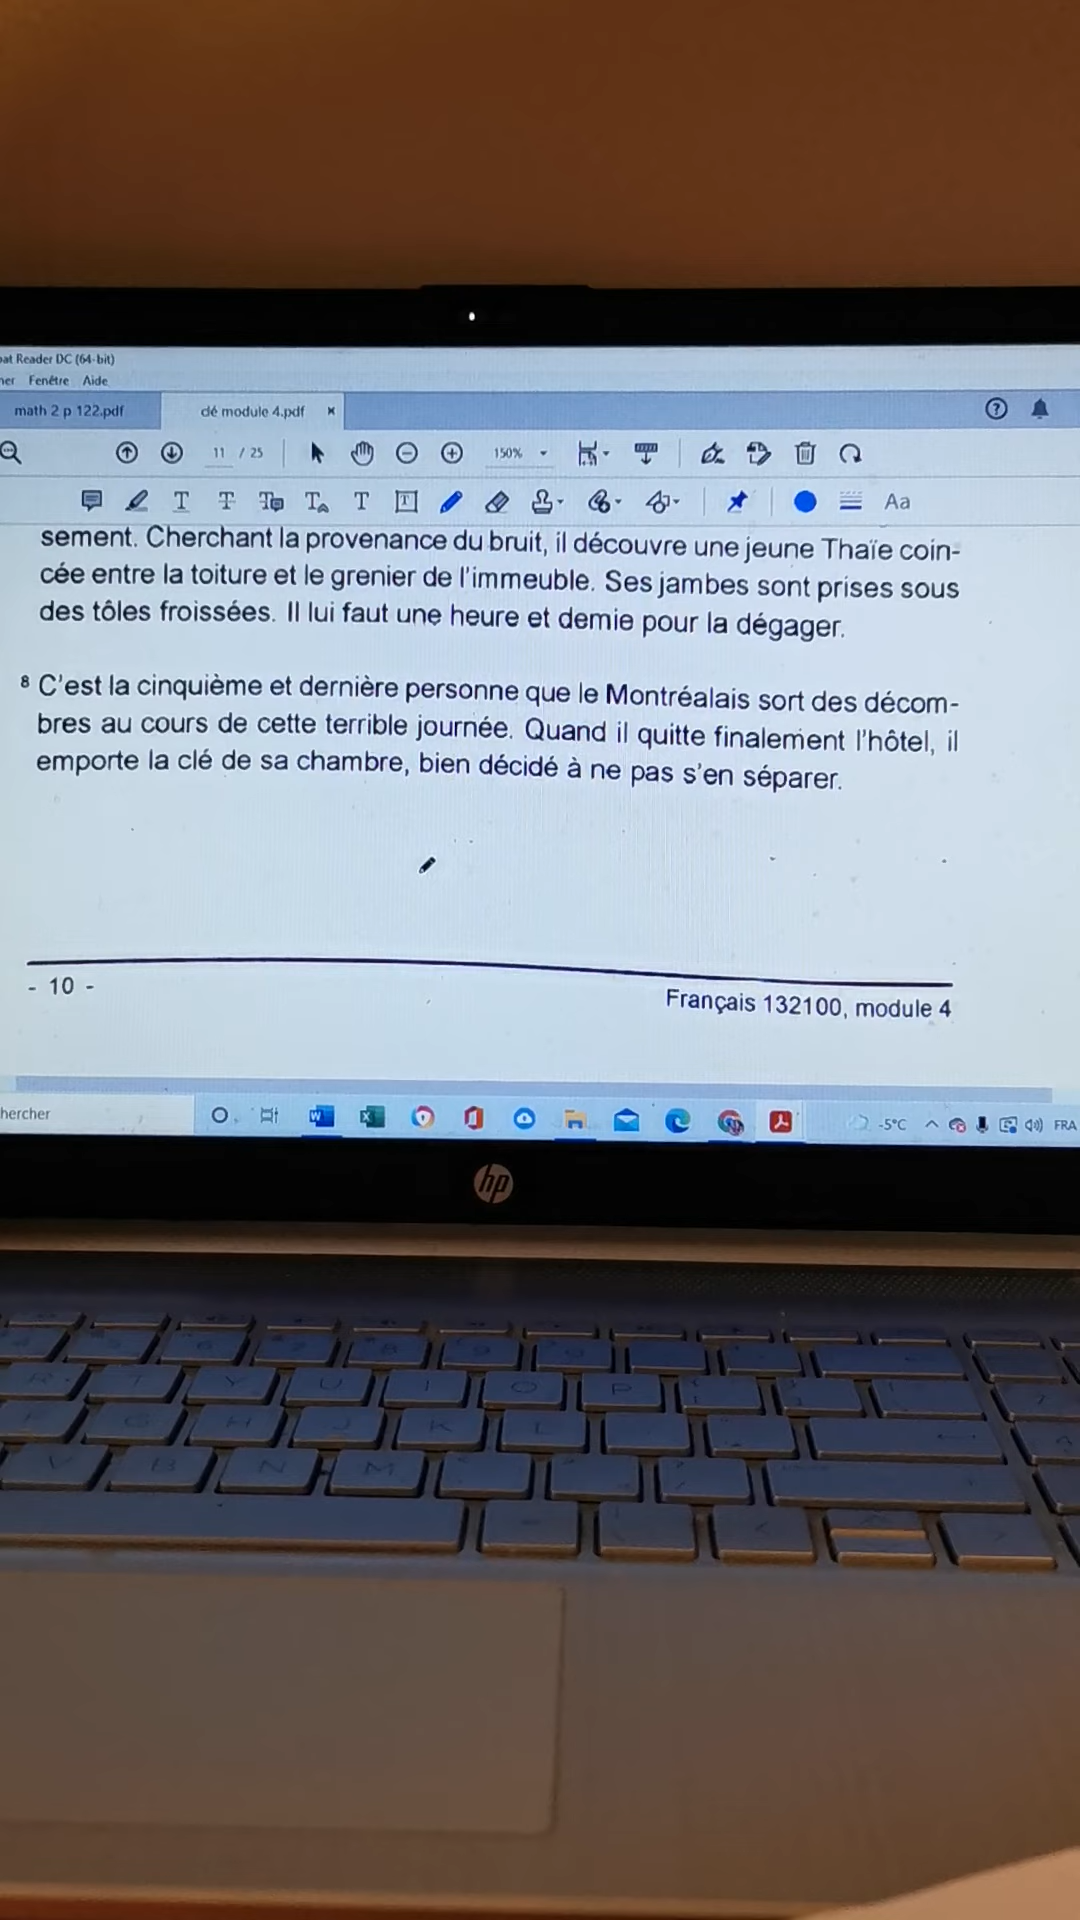 bat Reader DC (64-bit)
Fenêtre Aide
math 2 p 122.pdf
clé module 4.pdf
11 / 25
150%
Aa
sement. Cherchant la provenance du bruit, il découvre une jeune Thaïe coin-
cée entre la toiture et le grenier de l'immeuble. Ses jambes sont prises sous
des tôles froissées. Il lui faut une heure et demie pour la dégager.
8 C'est la cinquième et dernière personne que le Montréalais sort des décom-
bres au cours de cette terrible journée. Quand il quitte finalement l'hôtel, il
emporte la clé de sa chambre, bien décidé à ne pas s'en séparer.
- 10 -
Français 132100, module 4
hercher
-5°C
FRA
hp
Y U I O P
G H J K L
V B N M